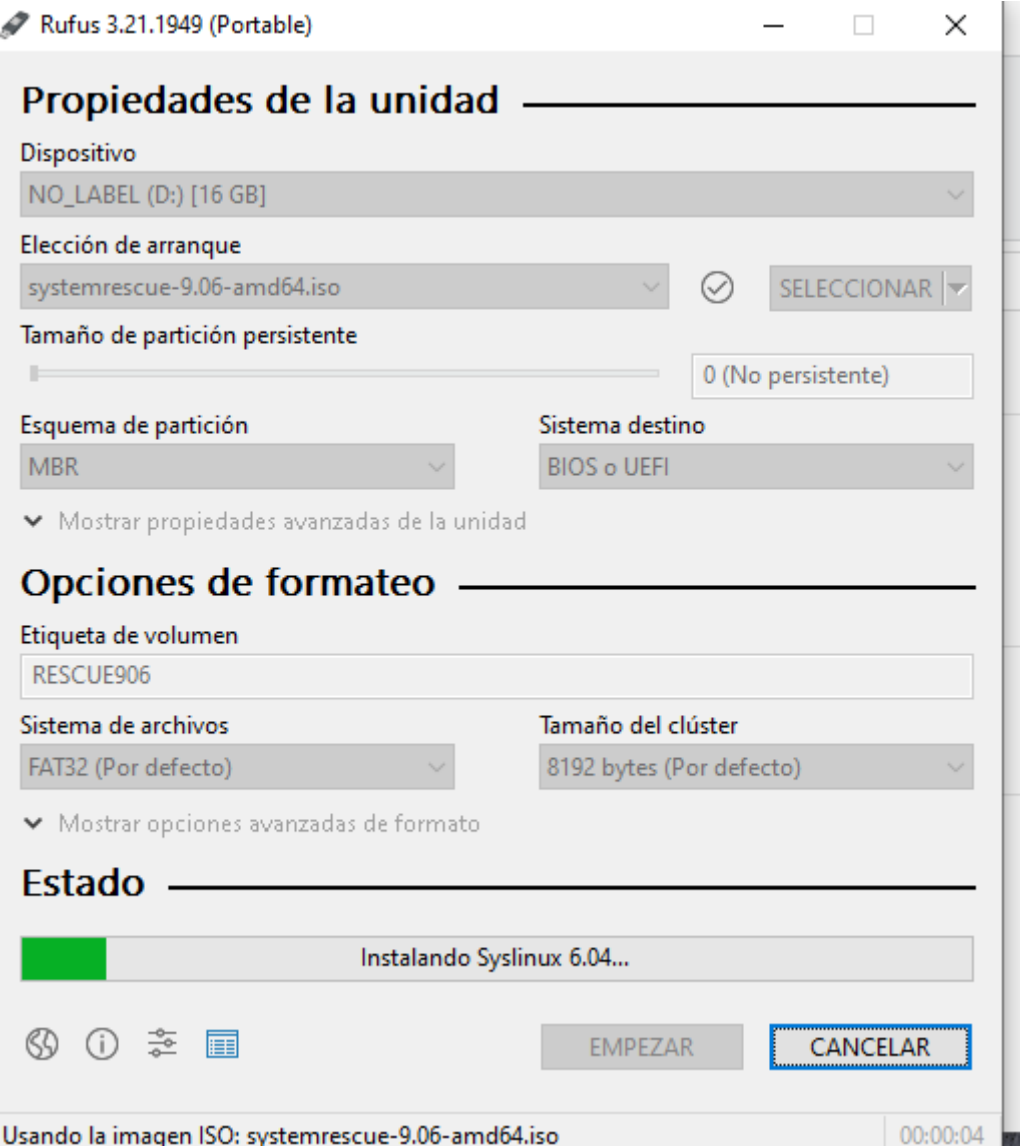 Rufus 3.21.1949 (Portable)
Propiedades de la unidad
Dispositivo
NO_LABEL (D:) [16 GB]
Elección de arranque
systemrescue-9.06-amd64.iso
SELECCIONAR
Tamaño de partición persistente
0 (No persistente)
Esquema de partición
Sistema destino
MBR
BIOS o UEFI
Mostrar propiedades avanzadas de la unidad
Opciones de formateo
Etiqueta de volumen
RESCUE906
Sistema de archivos
Tamaño del clúster
FAT32 (Por defecto)
8192 bytes (Por defecto)
Mostrar opciones avanzadas de formato
Estado
Instalando Syslinux 6.04...
EMPEZAR
CANCELAR
Usando la imagen ISO: systemrescue-9.06-amd64.iso
00:00:04